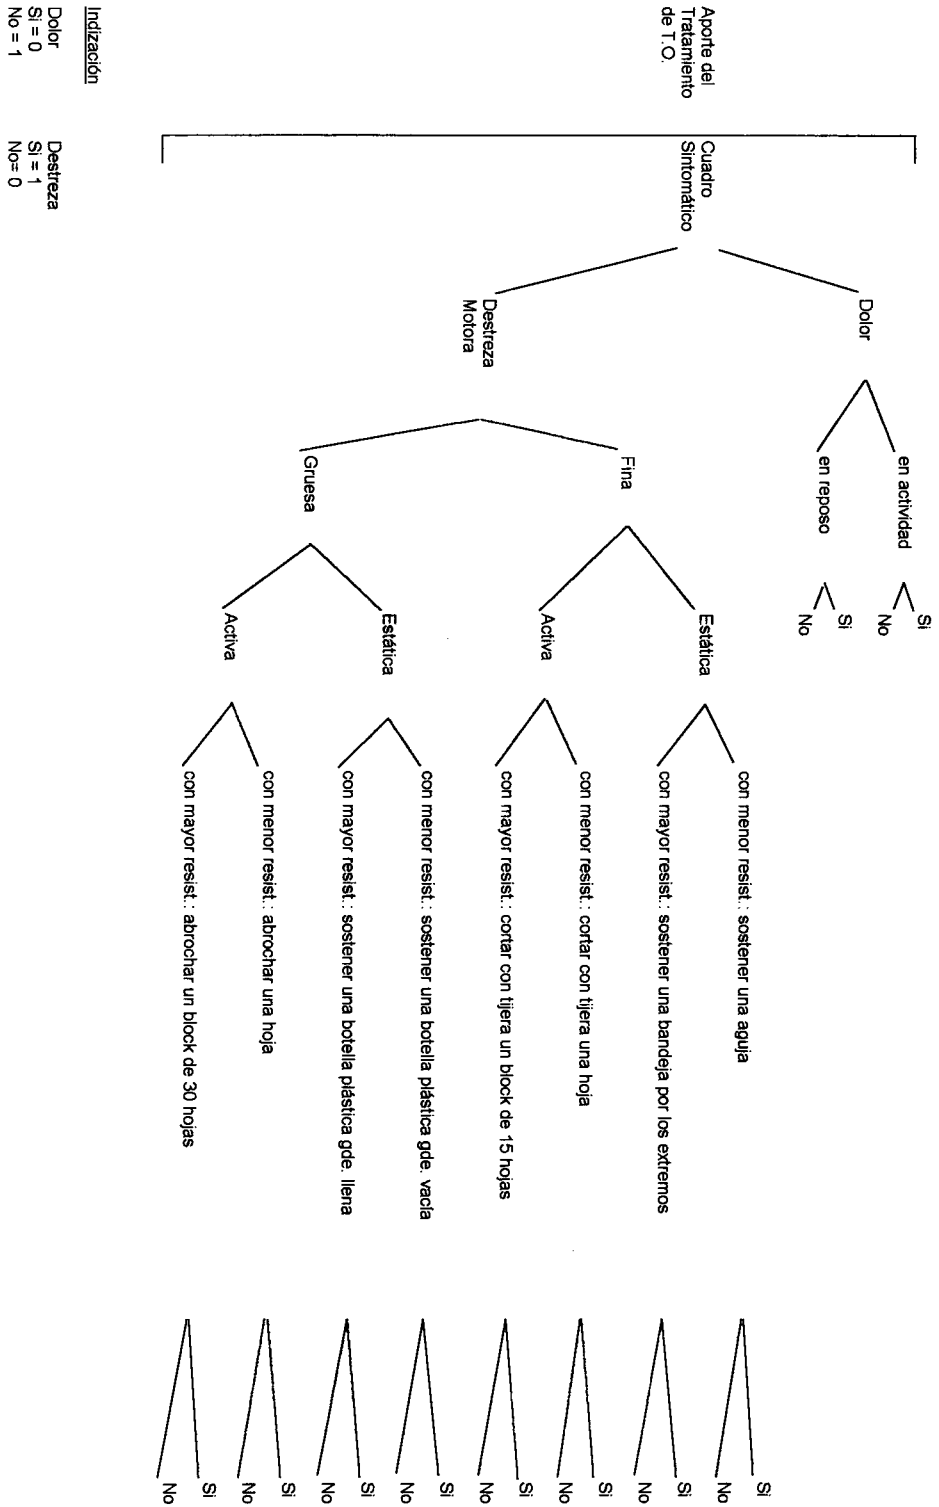 Aporte del
Tratamiento
de T.O.
Cuadro
Sintomático
Dolor
en actividad
Si
No
en reposo
Si
No
Destreza
Motora
Fina
Estática
con menor resist.: sostener una aguja
Si
No
con mayor resist.: sostener una bandeja por los extremos
Si
No
Activa
con menor resist.: cortar con tijera una hoja
Si
No
con mayor resist.: cortar con tijera un block de 15 hojas
Si
No
Gruesa
Estática
con menor resist.: sostener una botella plástica gde. vacía
Si
No
con mayor resist.: sostener una botella plástica gde. llena
Si
No
Activa
con menor resist.: abrochar una hoja
Si
No
con mayor resist.: abrochar un block de 30 hojas
Si
No
Indización
Dolor
Si = 0
No = 1
Destreza
Si = 1
No= 0